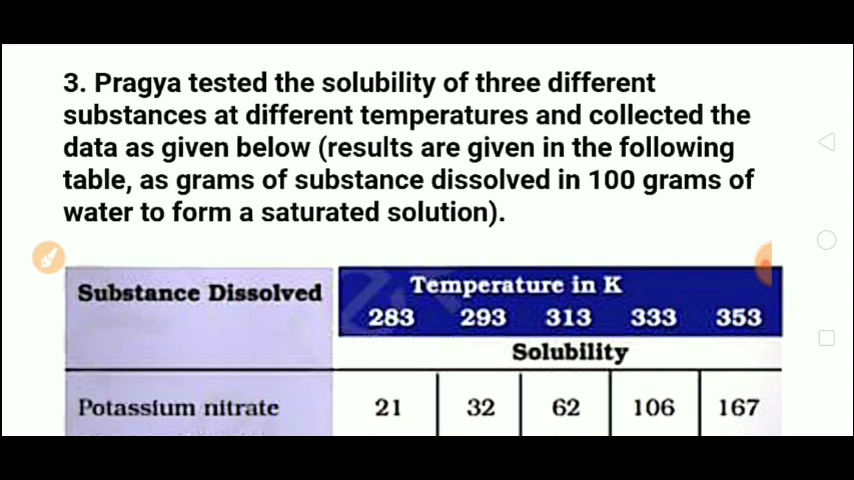 3. Pragya tested the solubility of three different
substances at different temperatures and collected the
data as given below (results are given in the following
table, as grams of substance dissolved in 100 grams of
water to form a saturated solution).
Substance Dissolved
Temperature in K
283 293 313 333 353
Solubility
Potassium nitrate 21 32 62 106 167